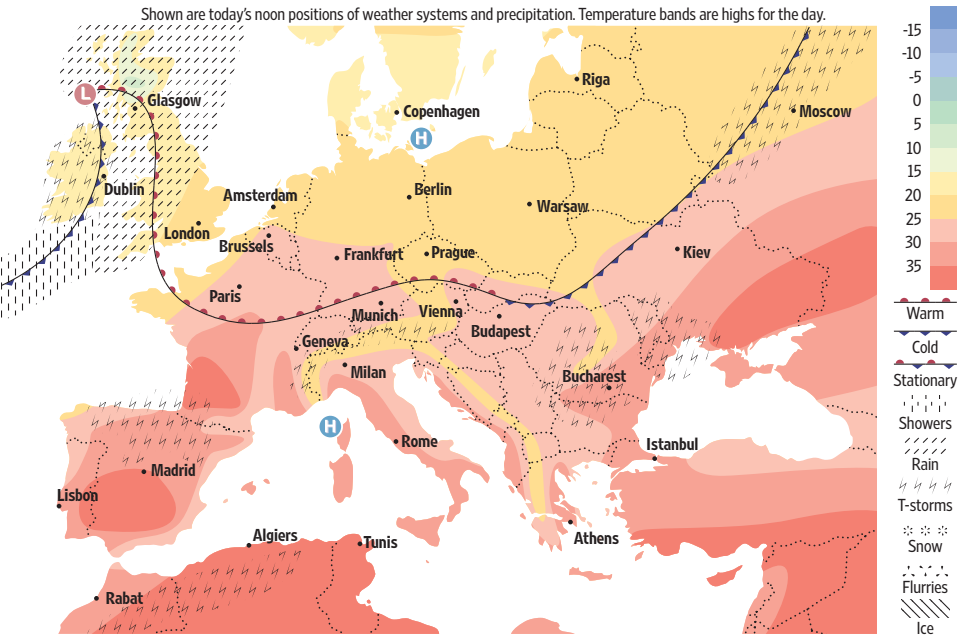 Shown are today's noon positions of weather systems and precipitation. Temperature bands are highs for the day.
L
Glasgow
Dublin
London
Amsterdam
Brussels
Paris
Copenhagen
H
Riga
Moscow
Berlin
Warsaw
Frankfurt
Prague
Kiev
Munich
Vienna
Budapest
Geneva
Milan
Bucharest
H
Rome
Istanbul
Madrid
Lisbon
Algiers
Tunis
Athens
Rabat
-15
-10
-5
0
5
10
15
20
25
30
35
Warm
Cold
Stationary
Showers
Rain
T-storms
Snow
Flurries
Ice